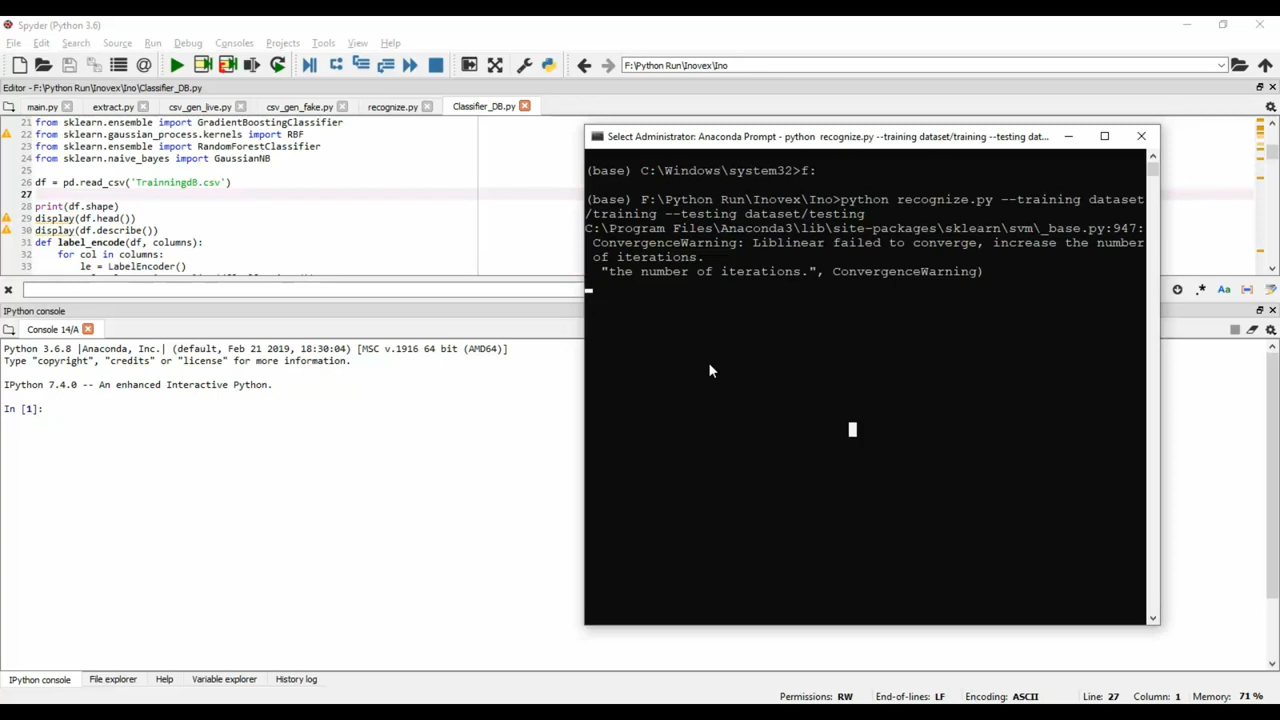 Spyder (Python 3.6)
File Edit Search Source Run Debug Consoles Projects Tools View Help
F:\Python Run\Inovex\Ino
Editor - F:\Python Run\Inovex\Ino\Classifier_DB.py
main.py extract.py csv_gen_live.py csv_gen_fake.py recognize.py Classifier_DB.py
21 from sklearn.ensemble import GradientBoostingClassifier
22 from sklearn.gaussian_process.kernels import RBF
23 from sklearn.ensemble import RandomForestClassifier
24 from sklearn.naive_bayes import GaussianNB
25
26 df = pd.read_csv('TrainningdB.csv')
27
28 print(df.shape)
29 display(df.head())
30 display(df.describe())
31 def label_encode(df, columns):
32     for col in columns:
33         le = LabelEncoder()
Aa
IPython console
Console 14/A
Python 3.6.8 |Anaconda, Inc.| (default, Feb 21 2019, 18:30:04) [MSC v.1916 64 bit (AMD64)]
Type "copyright", "credits" or "license" for more information.
IPython 7.4.0 -- An enhanced Interactive Python.
In [1]:
Select Administrator: Anaconda Prompt - python recognize.py --training dataset/training --testing dat...
(base) C:\Windows\system32>f:
(base) F:\Python Run\Inovex\Ino>python recognize.py --training dataset
/training --testing dataset/testing
C:\Program Files\Anaconda3\lib\site-packages\sklearn\svm\_base.py:947:
ConvergenceWarning: Liblinear failed to converge, increase the number
of iterations.
"the number of iterations.", ConvergenceWarning)
IPython console File explorer Help Variable explorer History log
Permissions: RW End-of-lines: LF Encoding: ASCII Line: 27 Column: 1 Memory: 71 %